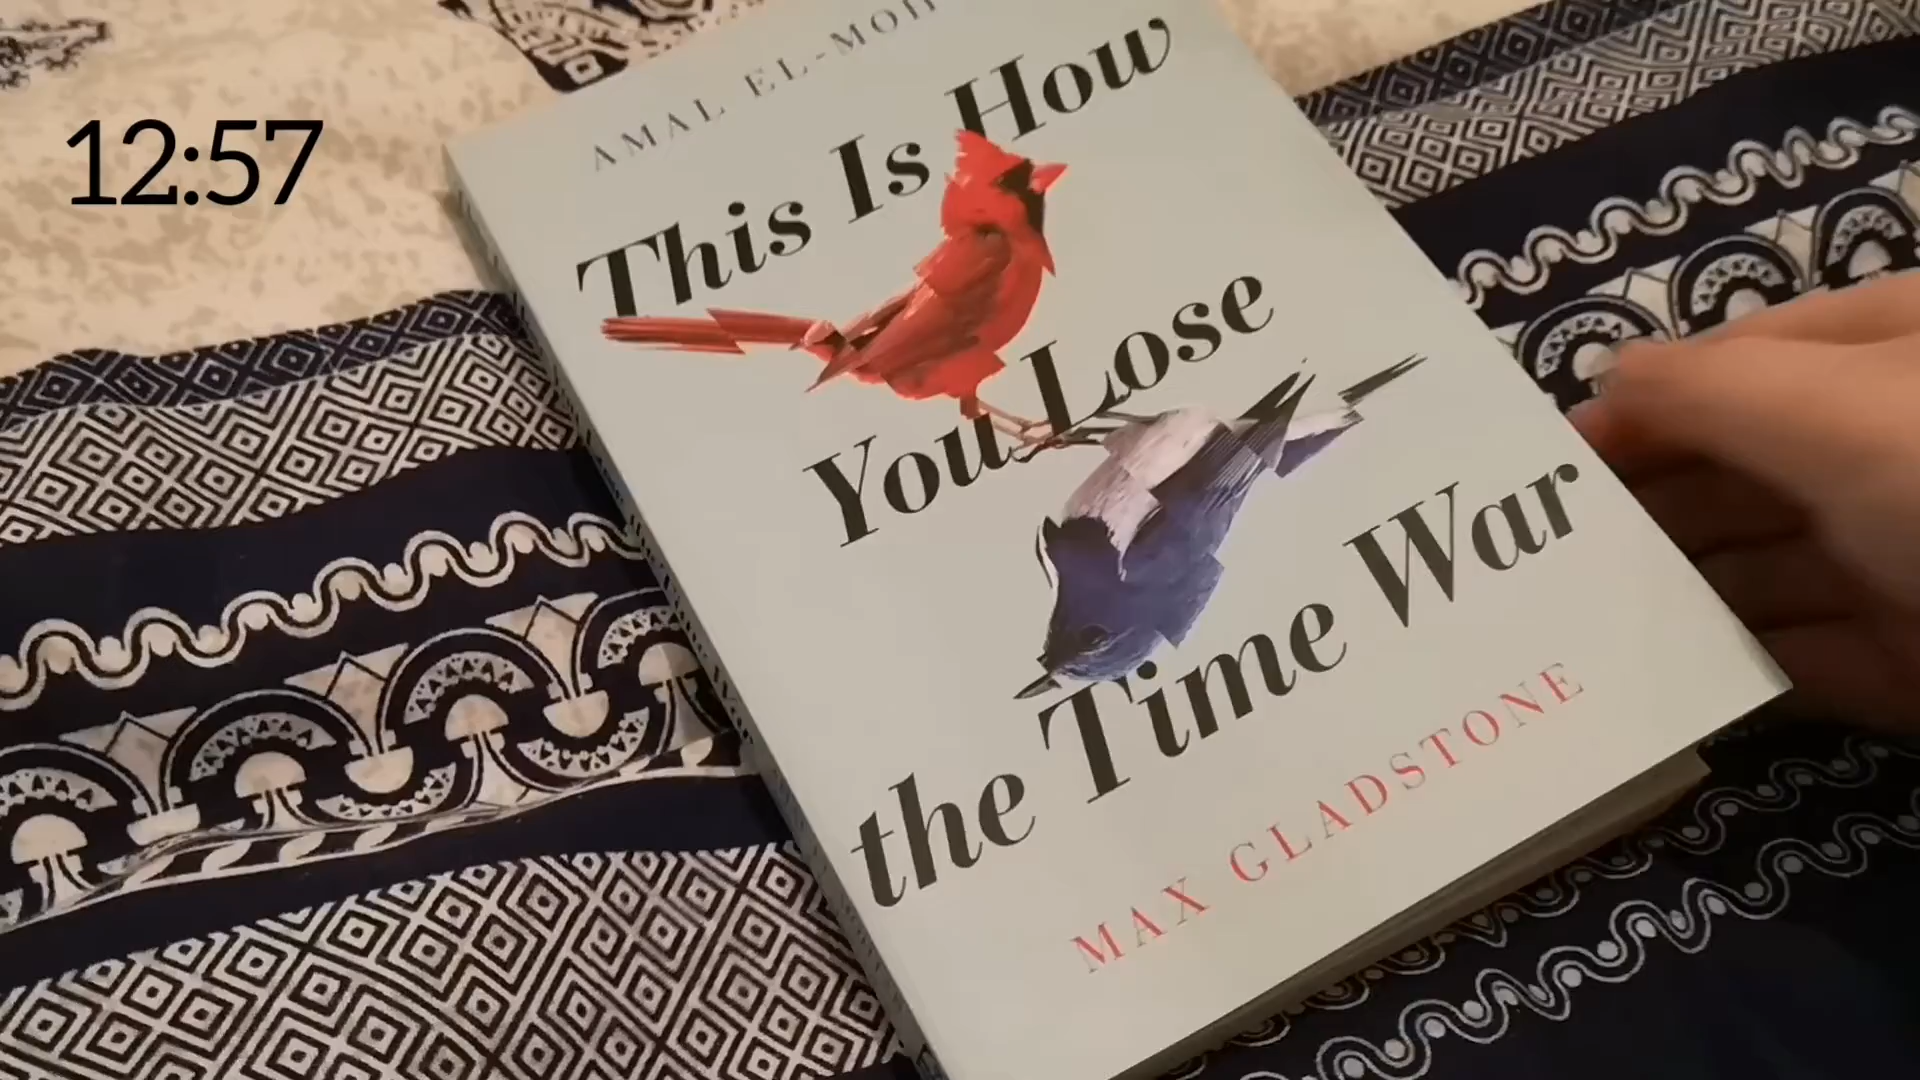 12:57
AMAL EL-MOH
This Is How
You Lose
the Time War
MAX GLADSTONE